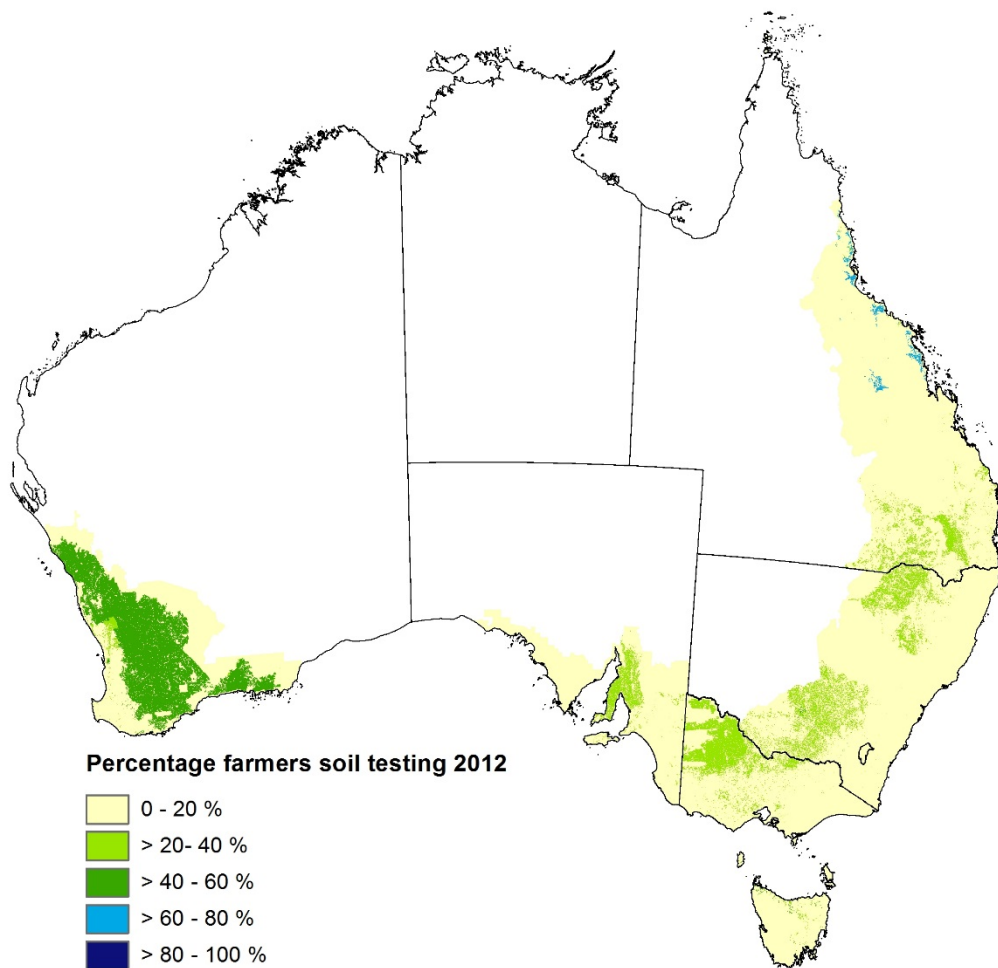 Percentage farmers soil testing 2012
0 - 20 %
> 20- 40 %
> 40 - 60 %
> 60 - 80 %
> 80 - 100 %